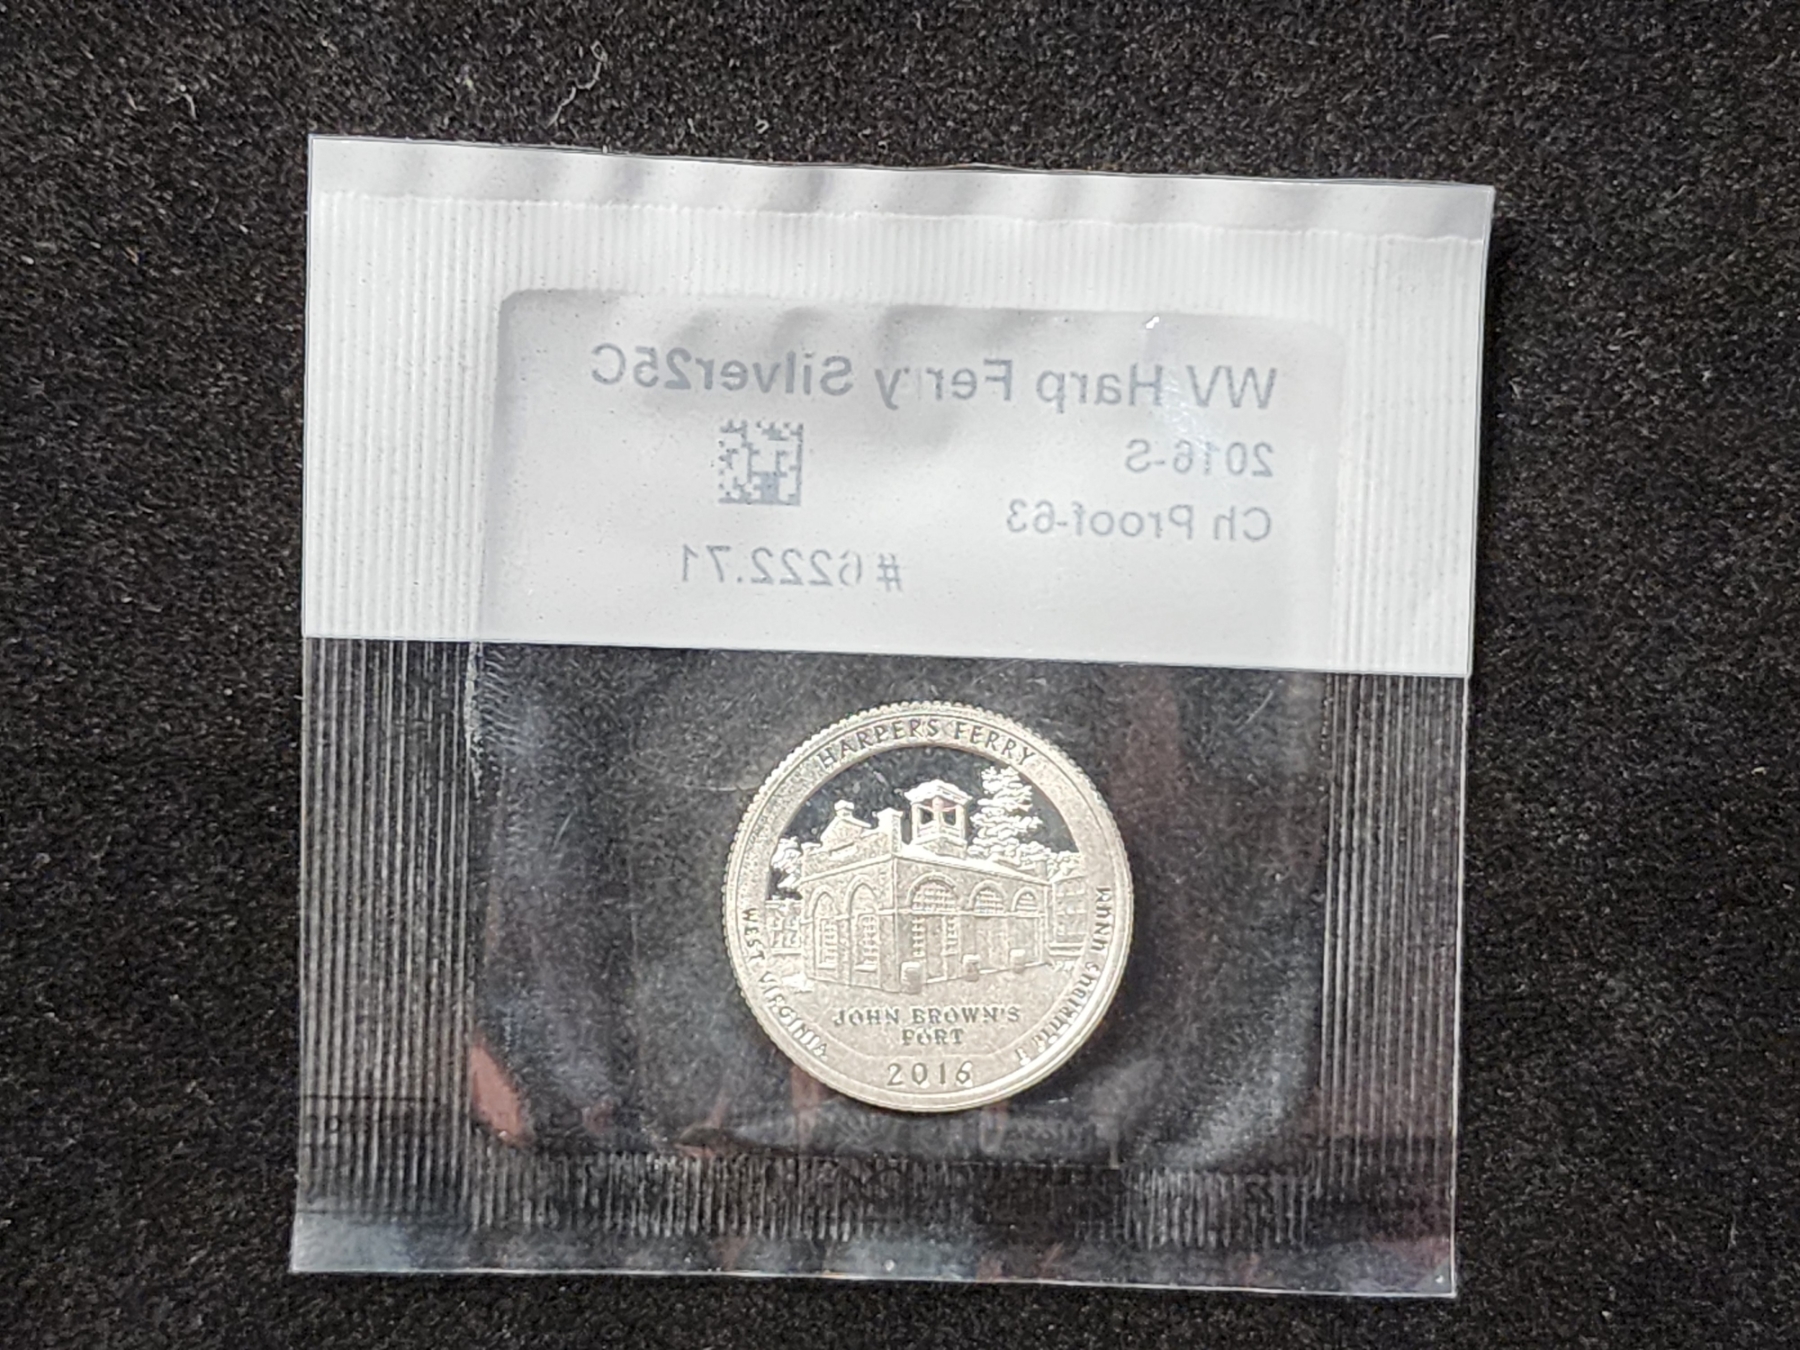 WV Harp Ferry Silver25C
2016-S
Ch Proof-63
#6222.71
HARPERS FERRY
WEST VIRGINIA
JOHN BROWN'S
FORT
2016
E PLURIBUS UNUM